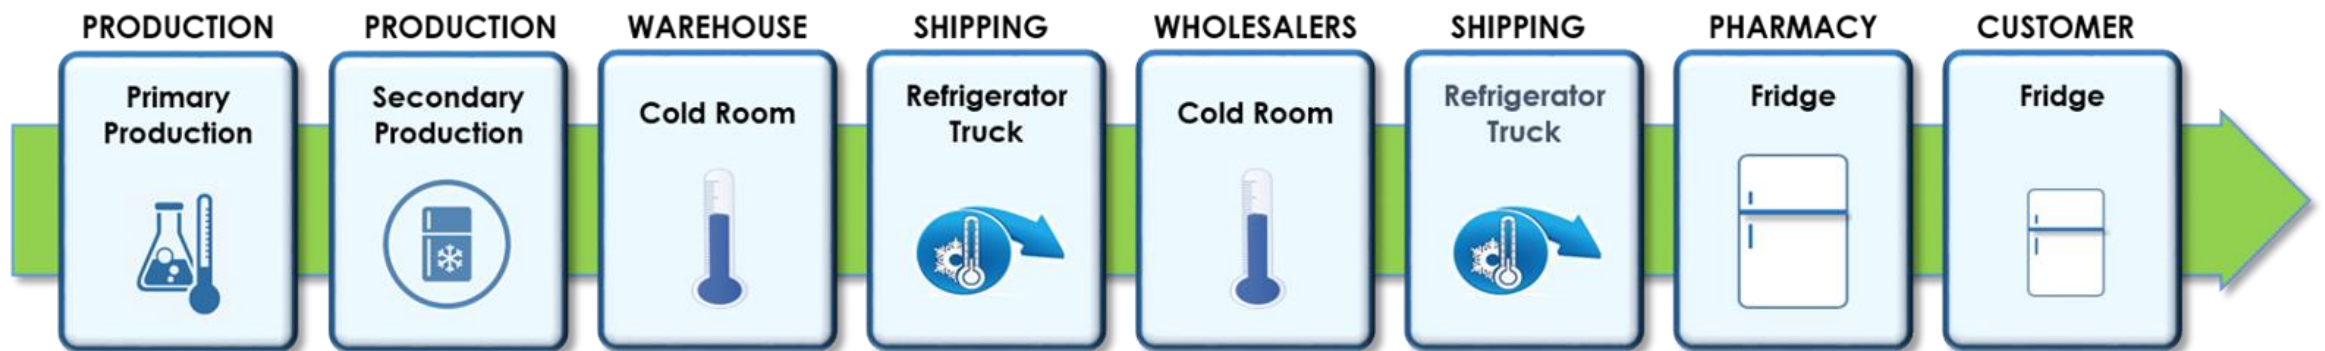 PRODUCTION
Primary
Production
PRODUCTION
Secondary
Production
WAREHOUSE
Cold Room
SHIPPING
Refrigerator
Truck
WHOLESALERS
Cold Room
SHIPPING
Refrigerator
Truck
PHARMACY
Fridge
CUSTOMER
Fridge